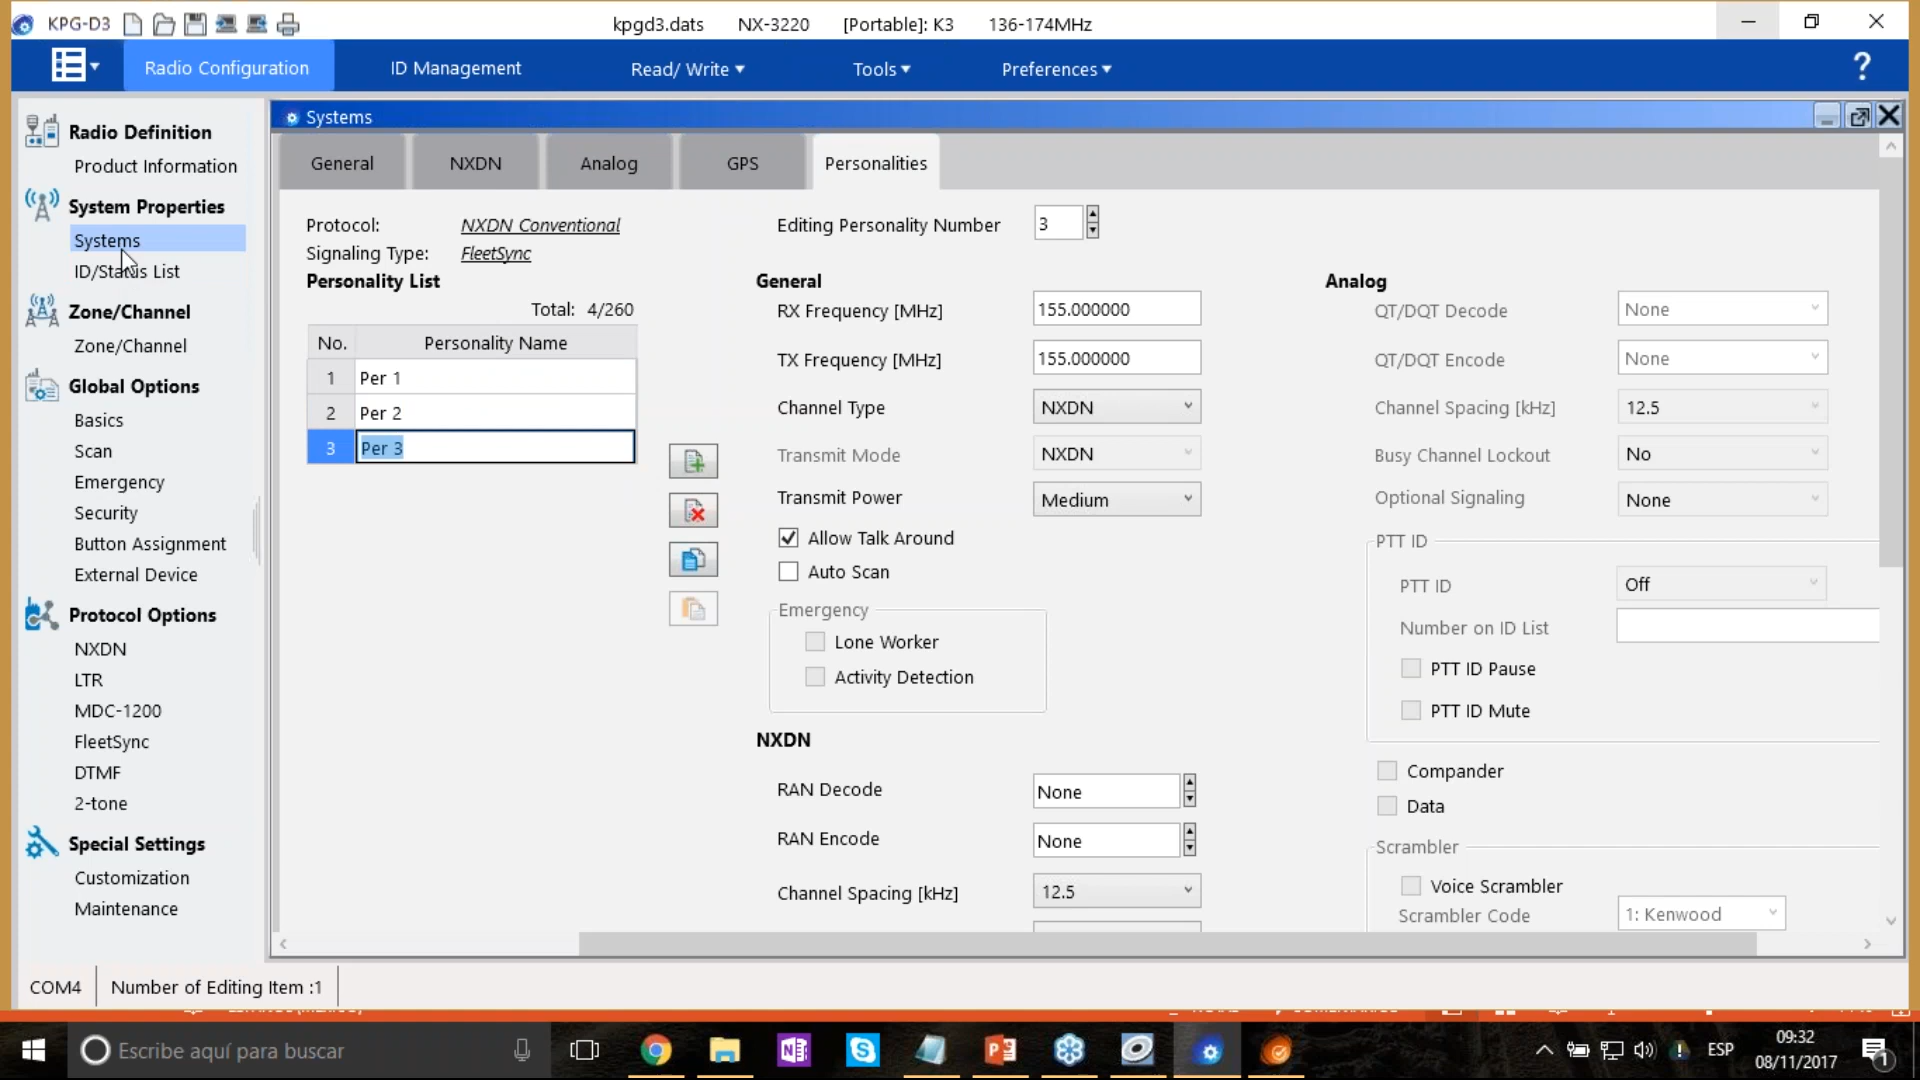 KPG-D3
kpgd3.dats NX-3220 [Portable]: K3 136-174MHz
Radio Configuration ID Management Read/ Write Tools Preferences ?
Radio Definition
Product Information
System Properties
Systems
ID/Status List
Zone/Channel
Zone/Channel
Global Options
Basics
Scan
Emergency
Security
Button Assignment
External Device
Protocol Options
NXDN
LTR
MDC-1200
FleetSync
DTMF
2-tone
Special Settings
Customization
Maintenance
Systems
General NXDN Analog GPS Personalities
Protocol: NXDN Conventional
Signaling Type: FleetSync
Personality List
Total: 4/260
No. Personality Name
1 Per 1
2 Per 2
3 Per 3
Editing Personality Number 3
General
RX Frequency [MHz] 155.000000
TX Frequency [MHz] 155.000000
Channel Type NXDN
Transmit Mode NXDN
Transmit Power Medium
Allow Talk Around
Auto Scan
Emergency
Lone Worker
Activity Detection
NXDN
RAN Decode None
RAN Encode None
Channel Spacing [kHz] 12.5
Analog
QT/DQT Decode None
QT/DQT Encode None
Channel Spacing [kHz] 12.5
Busy Channel Lockout No
Optional Signaling None
PTT ID
PTT ID Off
Number on ID List
PTT ID Pause
PTT ID Mute
Compander
Data
Scrambler
Voice Scrambler
Scrambler Code 1: Kenwood
COM4 Number of Editing Item :1
Escribe aquí para buscar
ESP
09:32
08/11/2017
1